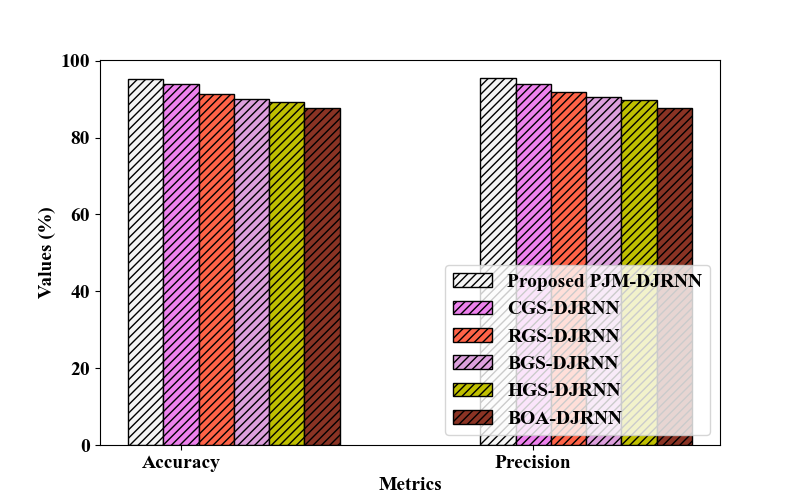 100
80
60
40
20
0
Values (%)
Accuracy
Precision
Metrics
Proposed PJM-DJRNN
CGS-DJRNN
RGS-DJRNN
BGS-DJRNN
HGS-DJRNN
BOA-DJRNN